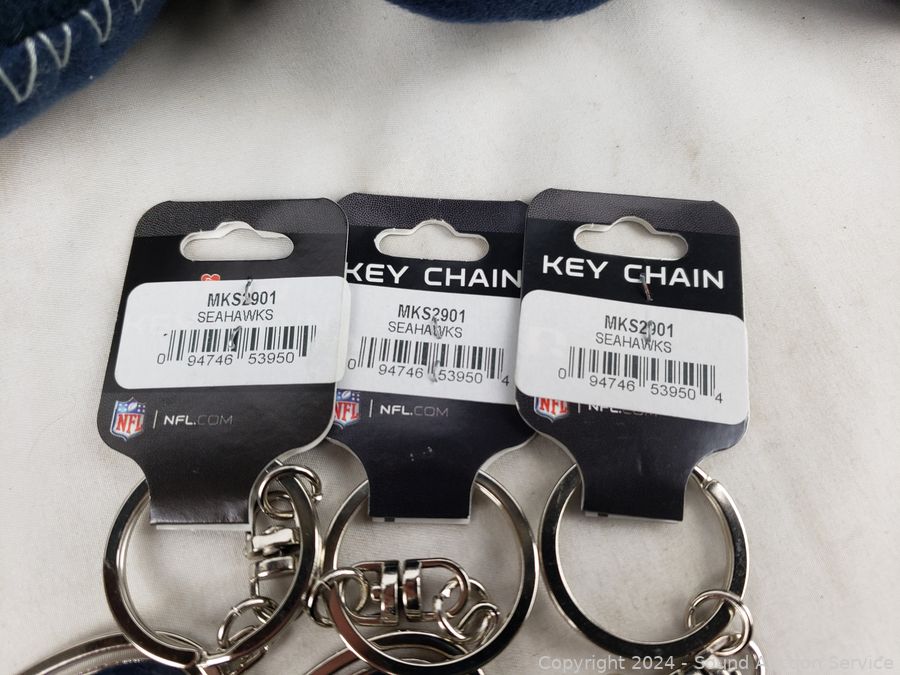 MKS2901
SEAHAWKS
0 94746 53950
NFL | NFL.COM
KEY CHAIN
MKS2901
SEAHAWKS
0 94746 53950 4
NFL | NFL.COM
KEY CHAIN
MKS2901
SEAHAWKS
0 94746 53950 4
NFL
Copyright 2024 - Sound Auction Service